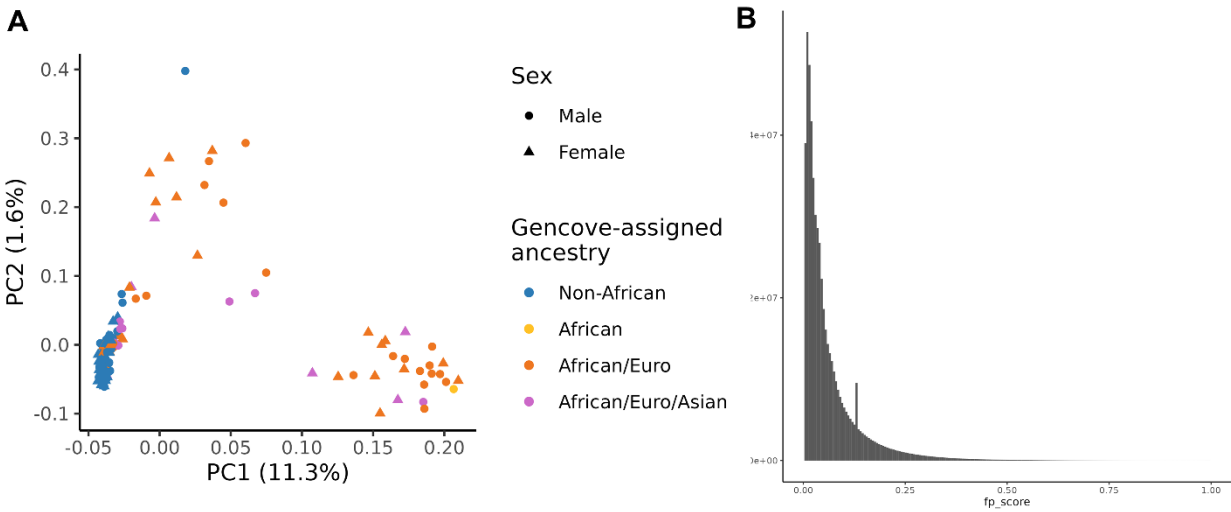 A
B
0.4
0.3
0.2
0.1
0.0
-0.1
PC2 (1.6%)
-0.05
0.00
0.05
0.10
0.15
0.20
PC1 (11.3%)
Sex
Male
Female
Gencove-assigned
ancestry
Non-African
African
African/Euro
African/Euro/Asian
e+07
e+07
0e+00
0.00
0.25
0.50
0.75
1.00
fp_score